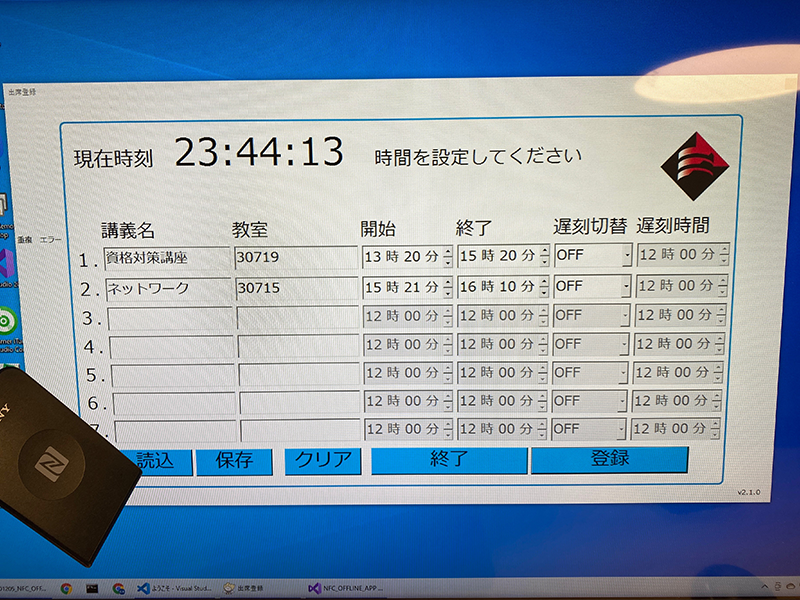 出席登録
現在時刻 23:44:13 時間を設定してください
講義名 教室 開始 終了 遅刻切替 遅刻時間
1. 資格対策講座 30719 13 時 20 分 15 時 20 分 OFF 12 時 00 分
2. ネットワーク 30715 15 時 21 分 16 時 10 分 OFF 12 時 00 分
3. 12 時 00 分 12 時 00 分 OFF 12 時 00 分
4. 12 時 00 分 12 時 00 分 OFF 12 時 00 分
5. 12 時 00 分 12 時 00 分 OFF 12 時 00 分
6. 12 時 00 分 12 時 00 分 OFF 12 時 00 分
7. 12 時 00 分 12 時 00 分 OFF 12 時 00 分
読込 保存 クリア 終了 登録
v2.1.0
重複 エラー
ようこそ - Visual Stud... 出席登録 NFC_OFFLINE_APP...